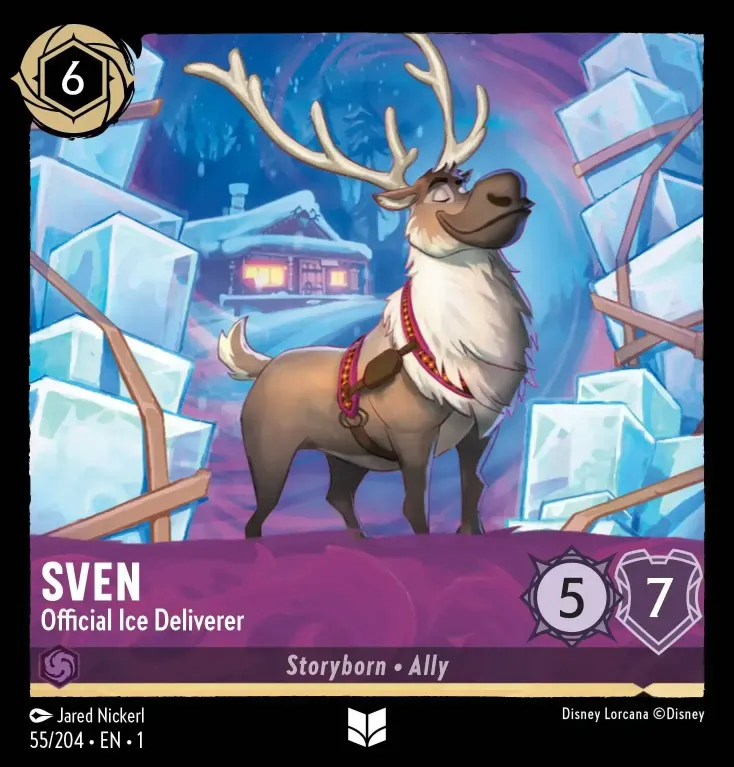 6
SVEN
Official Ice Deliverer
5
7
Storyborn • Ally
Jared Nickerl
Disney Lorcana ©Disney
55/204 • EN • 1